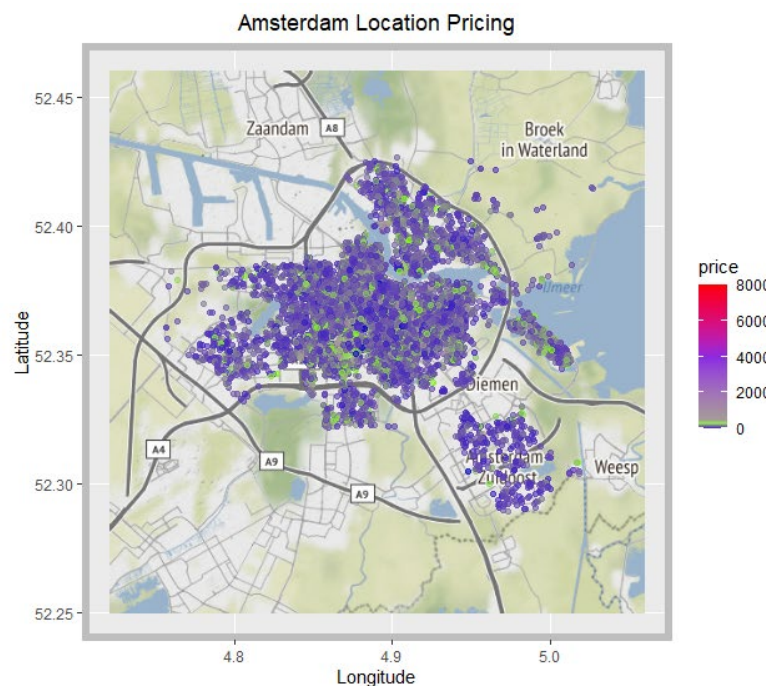 Amsterdam Location Pricing
52.45
52.40
52.35
52.30
52.25
Latitude
4.8
4.9
5.0
Longitude
Zaandam
A8
Broek
in Waterland
IJmeer
Diemen
Amsterdam
Zuidoost
Weesp
A4
A9
A9
price
8000
6000
4000
2000
0